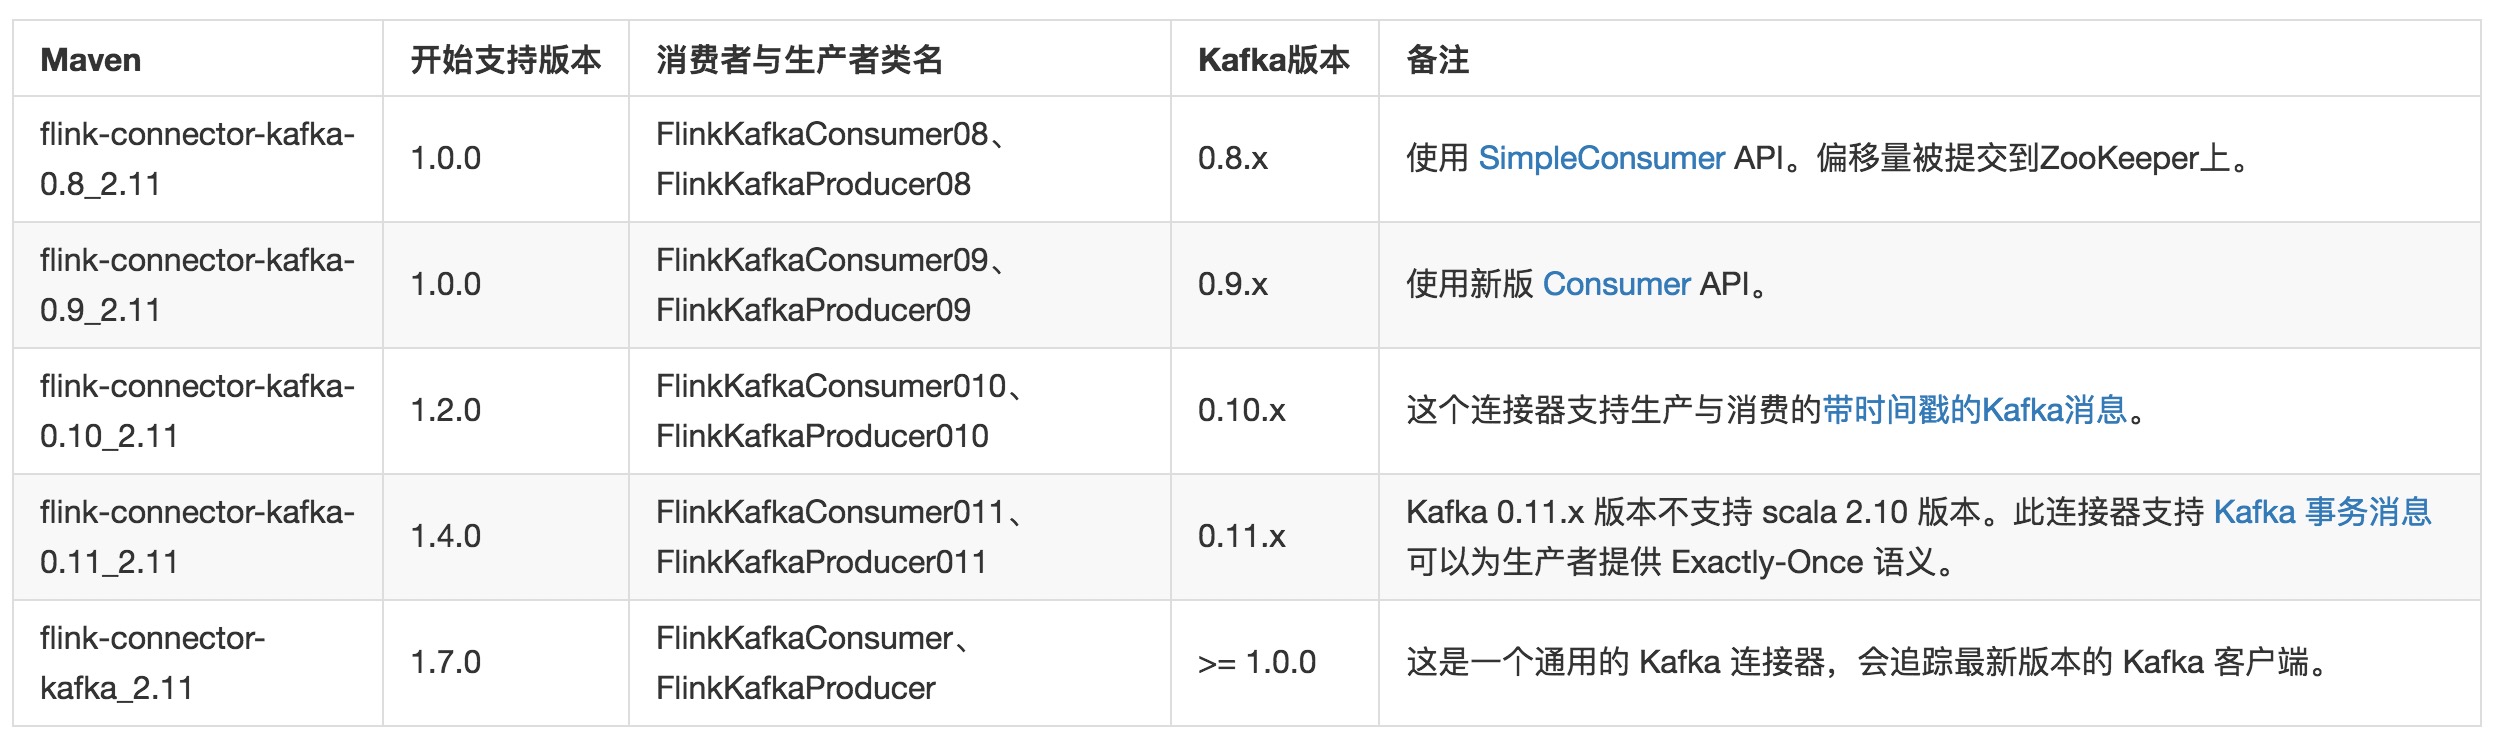 Maven 开始支持版本 消费者与生产者类名 Kafka版本 备注
flink-connector-kafka-
0.8_2.11
1.0.0
FlinkKafkaConsumer08、
FlinkKafkaProducer08
0.8.x
使用 SimpleConsumer API。偏移量被提交到ZooKeeper上。
flink-connector-kafka-
0.9_2.11
1.0.0
FlinkKafkaConsumer09、
FlinkKafkaProducer09
0.9.x
使用新版 Consumer API。
flink-connector-kafka-
0.10_2.11
1.2.0
FlinkKafkaConsumer010、
FlinkKafkaProducer010
0.10.x
这个连接器支持生产与消费的带时间戳的Kafka消息。
flink-connector-kafka-
0.11_2.11
1.4.0
FlinkKafkaConsumer011、
FlinkKafkaProducer011
0.11.x
Kafka 0.11.x 版本不支持 scala 2.10 版本。此连接器支持 Kafka 事务消息
可以为生产者提供 Exactly-Once 语义。
flink-connector-
kafka_2.11
1.7.0
FlinkKafkaConsumer、
FlinkKafkaProducer
>= 1.0.0
这是一个通用的 Kafka 连接器，会追踪最新版本的 Kafka 客户端。